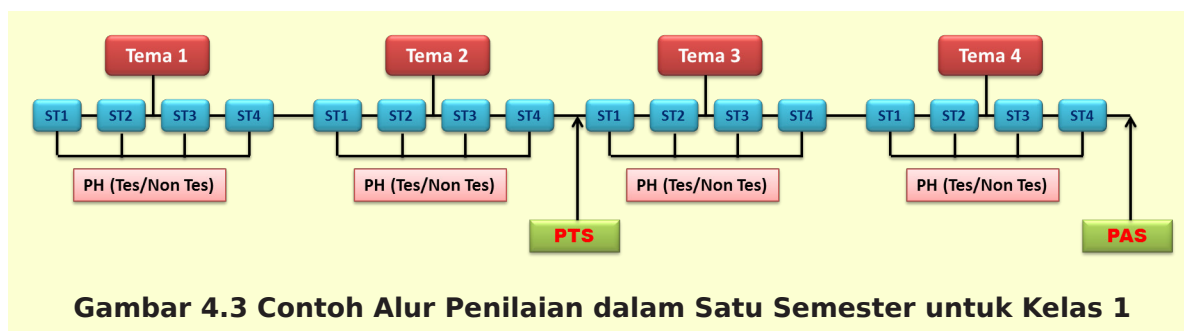 Tema 1 Tema 2 Tema 3 Tema 4
ST1 ST2 ST3 ST4 ST1 ST2 ST3 ST4 ST1 ST2 ST3 ST4 ST1 ST2 ST3 ST4
PH (Tes/Non Tes) PH (Tes/Non Tes) PH (Tes/Non Tes) PH (Tes/Non Tes)
PTS PAS
Gambar 4.3 Contoh Alur Penilaian dalam Satu Semester untuk Kelas 1